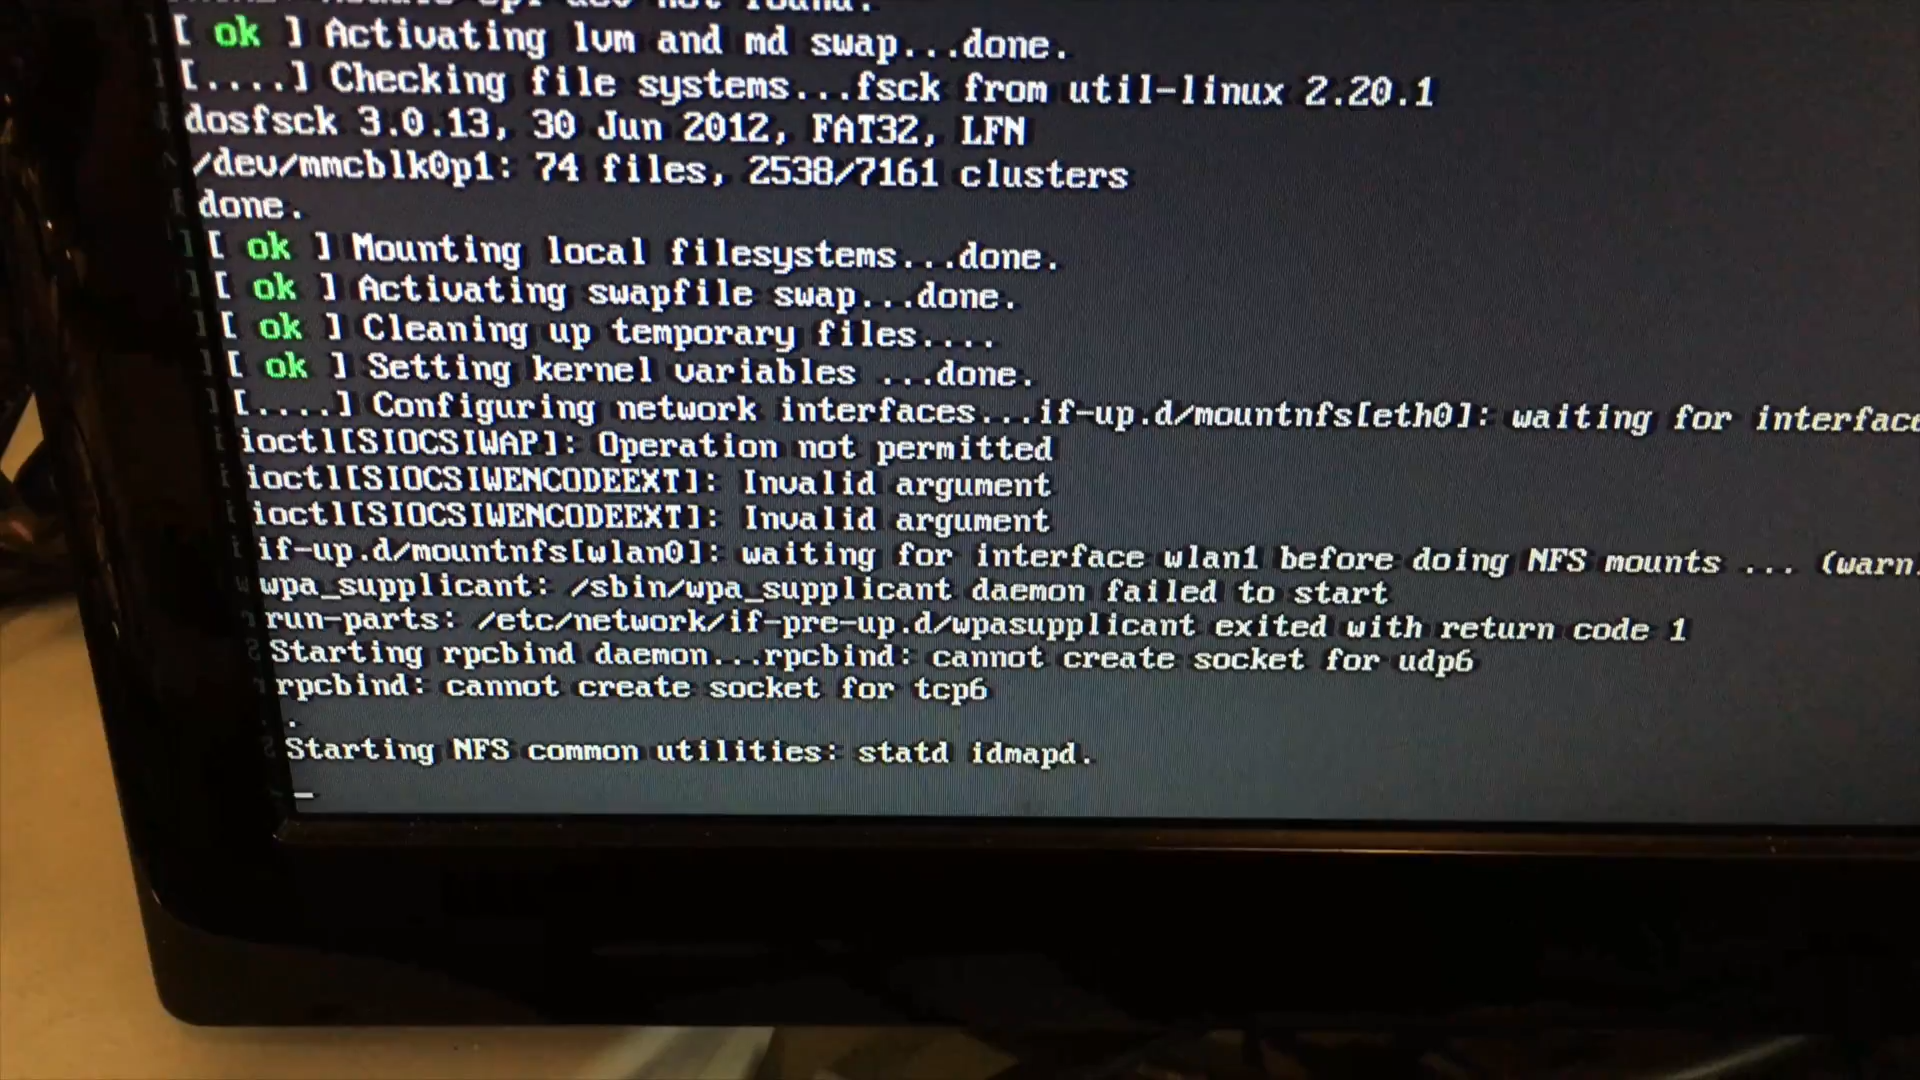 not found.
[ ok ] Activating lvm and md swap...done.
[....] Checking file systems...fsck from util-linux 2.20.1
dosfsck 3.0.13, 30 Jun 2012, FAT32, LFN
/dev/mmcblk0p1: 74 files, 2538/7161 clusters
done.
[ ok ] Mounting local filesystems...done.
[ ok ] Activating swapfile swap...done.
[ ok ] Cleaning up temporary files....
[ ok ] Setting kernel variables ...done.
[....] Configuring network interfaces...if-up.d/mountnfs[eth0]: waiting for interface
ioctl[SIOCSIWAP]: Operation not permitted
ioctl[SIOCSIWENCODEEXT]: Invalid argument
ioctl[SIOCSIWENCODEEXT]: Invalid argument
if-up.d/mountnfs[wlan0]: waiting for interface wlan1 before doing NFS mounts ... (warn.
wpa_supplicant: /sbin/wpa_supplicant daemon failed to start
run-parts: /etc/network/if-pre-up.d/wpasupplicant exited with return code 1
Starting rpcbind daemon...rpcbind: cannot create socket for udp6
rpcbind: cannot create socket for tcp6
.
Starting NFS common utilities: statd idmapd.